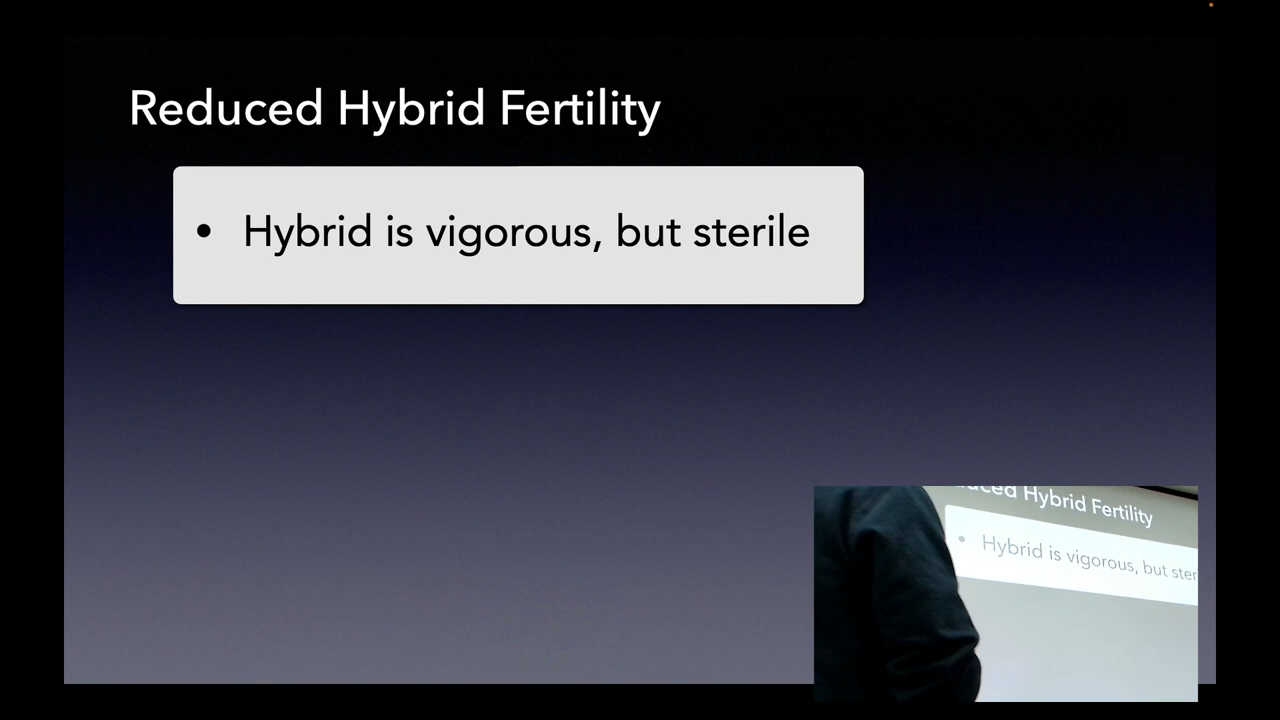 Reduced Hybrid Fertility
• Hybrid is vigorous, but sterile
Hybrid Fertility
• Hybrid is vigorous, but